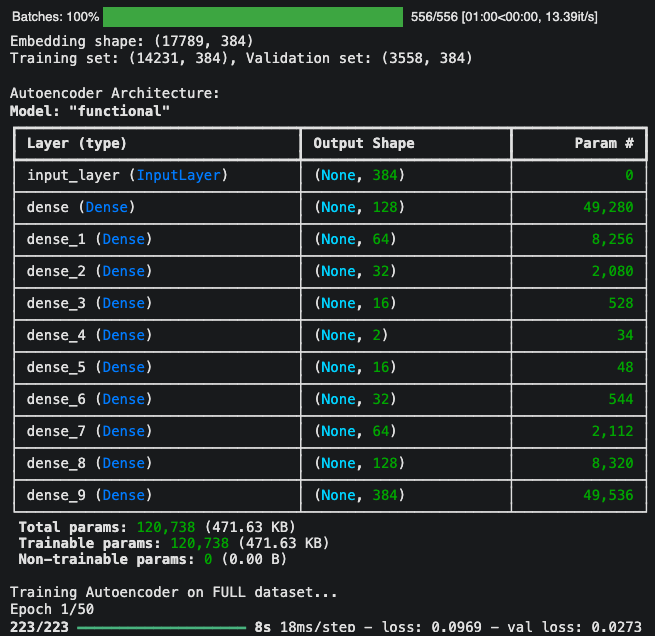 Batches: 100% 556/556 [01:00<00:00, 13.39it/s]
Embedding shape: (17789, 384)
Training set: (14231, 384), Validation set: (3558, 384)
Autoencoder Architecture:
Model: "functional"
Layer (type) Output Shape Param #
input_layer (InputLayer) (None, 384) 0
dense (Dense) (None, 128) 49,280
dense_1 (Dense) (None, 64) 8,256
dense_2 (Dense) (None, 32) 2,080
dense_3 (Dense) (None, 16) 528
dense_4 (Dense) (None, 2) 34
dense_5 (Dense) (None, 16) 48
dense_6 (Dense) (None, 32) 544
dense_7 (Dense) (None, 64) 2,112
dense_8 (Dense) (None, 128) 8,320
dense_9 (Dense) (None, 384) 49,536
Total params: 120,738 (471.63 KB)
Trainable params: 120,738 (471.63 KB)
Non-trainable params: 0 (0.00 B)
Training Autoencoder on FULL dataset...
Epoch 1/50
223/223 ━━━━━━━━━━━━━━━━━━━━ 8s 18ms/step - loss: 0.0969 - val_loss: 0.0273